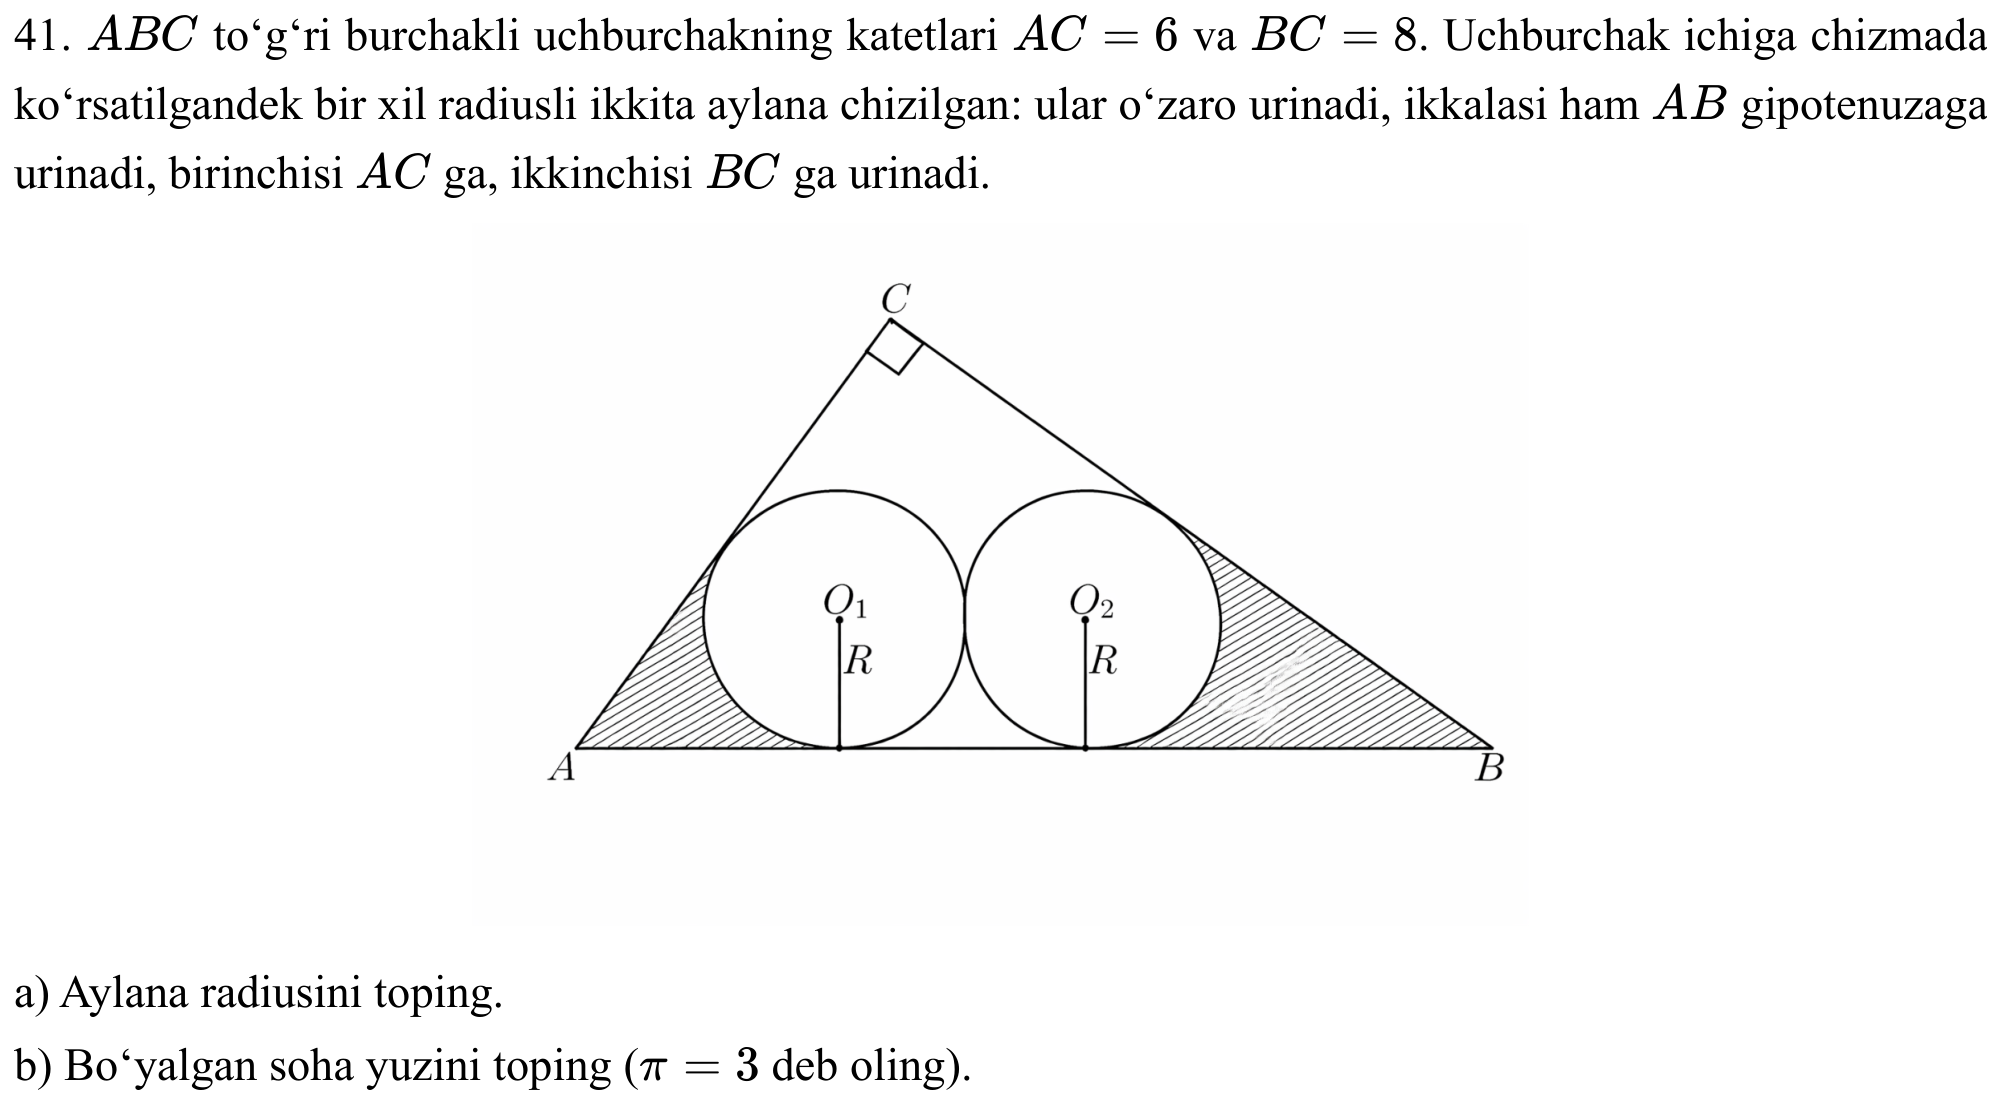 41. ABC to‘g‘ri burchakli uchburchakning katetlari AC = 6 va BC = 8. Uchburchak ichiga chizmada
ko‘rsatilgandek bir xil radiusli ikkita aylana chizilgan: ular o‘zaro urinadi, ikkalasi ham AB gipotenuzaga
urinadi, birinchisi AC ga, ikkinchisi BC ga urinadi.
C
O₁ O₂
R R
A B
a) Aylana radiusini toping.
b) Bo‘yalgan soha yuzini toping (π = 3 deb oling).